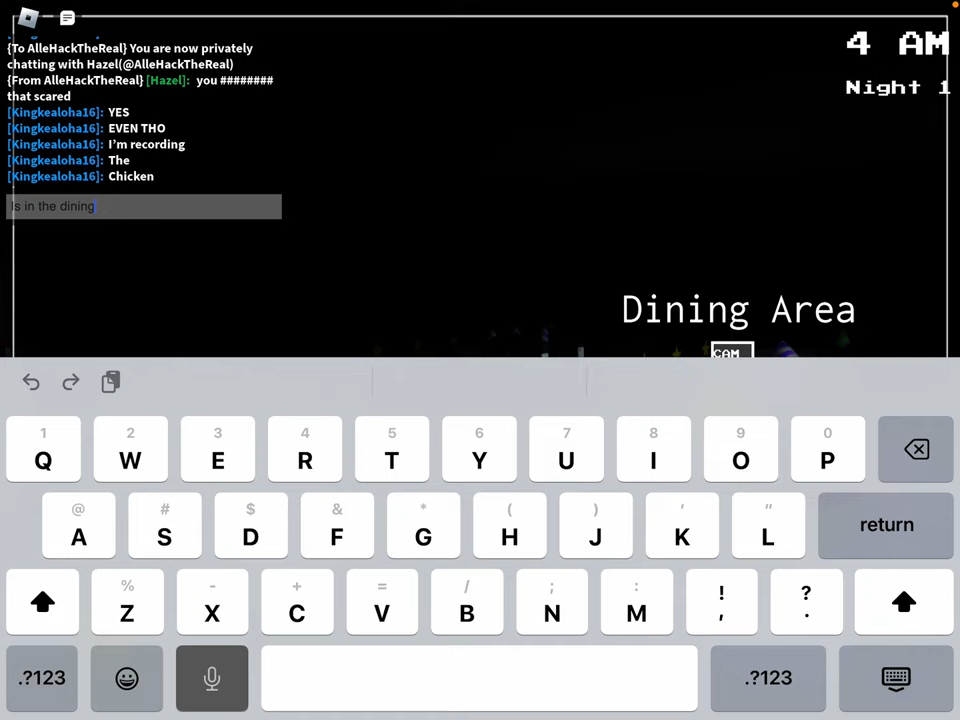 {To AlleHackTheReal} You are now privately
chatting with Hazel(@AlleHackTheReal)
{From AlleHackTheReal} [Hazel]: you ########
that scared
[Kingkealoha16]: YES
[Kingkealoha16]: EVEN THO
[Kingkealoha16]: I'm recording
[Kingkealoha16]: The
[Kingkealoha16]: Chicken
Is in the dining
4 AM
Night 1
Dining Area
CAM
1 2 3 4 5 6 7 8 9 0
Q W E R T Y U I O P
@ # $ & * ( ) ' "
A S D F G H J K L return
% - + = / ; : ! ?
Z X C V B N M , .
.?123 .?123